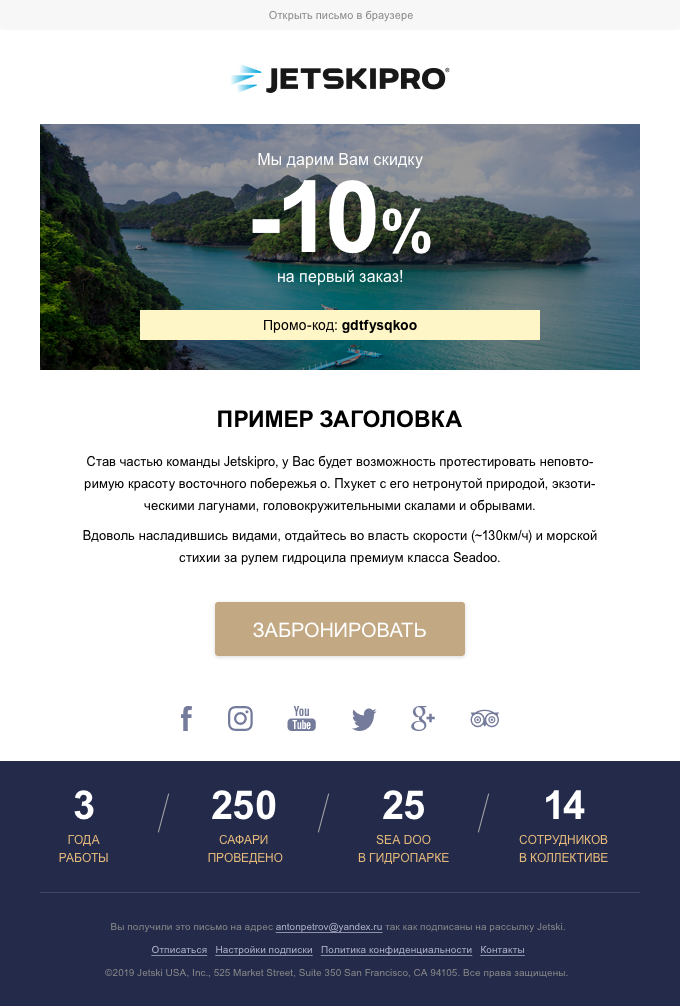 Открыть письмо в браузере
JETSKIPRO®
Мы дарим Вам скидку
-10%
на первый заказ!
Промо-код: gdtfysqkoo
ПРИМЕР ЗАГОЛОВКА
Став частью команды Jetskipro, у Вас будет возможность протестировать неповто-
римую красоту восточного побережья о. Пхукет с его нетронутой природой, экзоти-
ческими лагунами, головокружительными скалами и обрывами.
Вдоволь насладившись видами, отдайтесь во власть скорости (~130км/ч) и морской
стихии за рулем гидроцила премиум класса Seadoo.
ЗАБРОНИРОВАТЬ
You
Tube
3 250 25 14
ГОДА САФАРИ SEA DOO СОТРУДНИКОВ
РАБОТЫ ПРОВЕДЕНО В ГИДРОПАРКЕ В КОЛЛЕКТИВЕ
Вы получили это письмо на адрес antonpetrov@yandex.ru так как подписаны на рассылку Jetski.
Отписаться Настройки подписки Политика конфиденциальности Контакты
©2019 Jetski USA, Inc., 525 Market Street, Suite 350 San Francisco, CA 94105. Все права защищены.